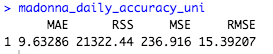 > madonna_daily_accuracy_uni
MAE RSS MSE RMSE
1 9.63286 21322.44 236.916 15.39207